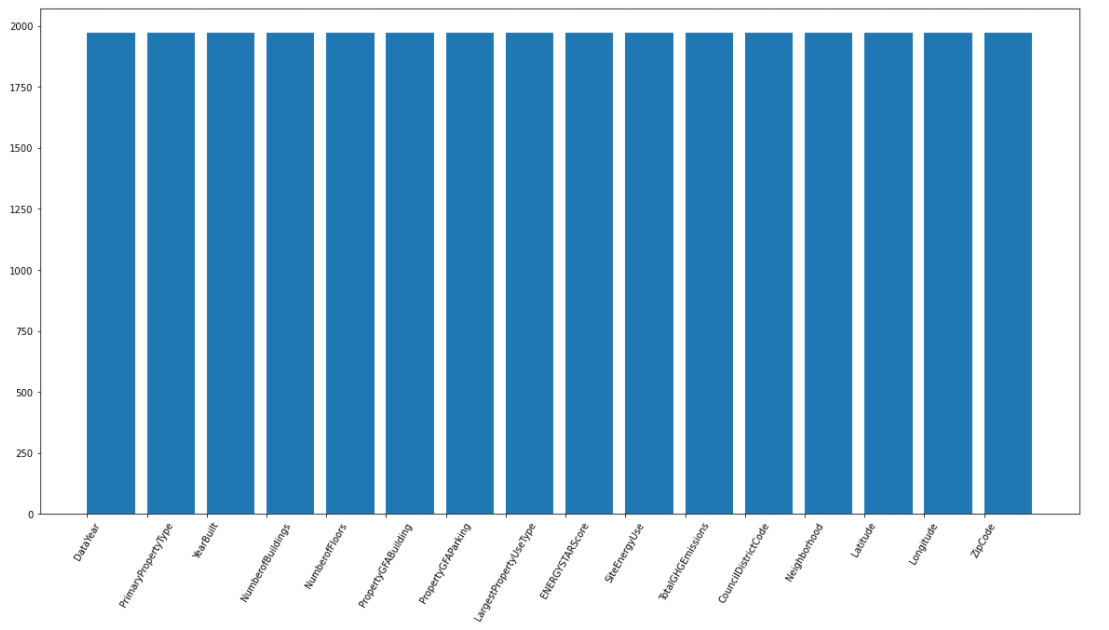 2000
1750
1500
1250
1000
750
500
250
0
DataYear
PrimaryPropertyType
YearBuilt
NumberofBuildings
NumberofFloors
PropertyGFABuilding
PropertyGFAParking
LargestPropertyUseType
ENERGYSTARScore
SiteEnergyUse
TotalGHGEmissions
CouncilDistrictCode
Neighborhood
Latitude
Longitude
ZipCode